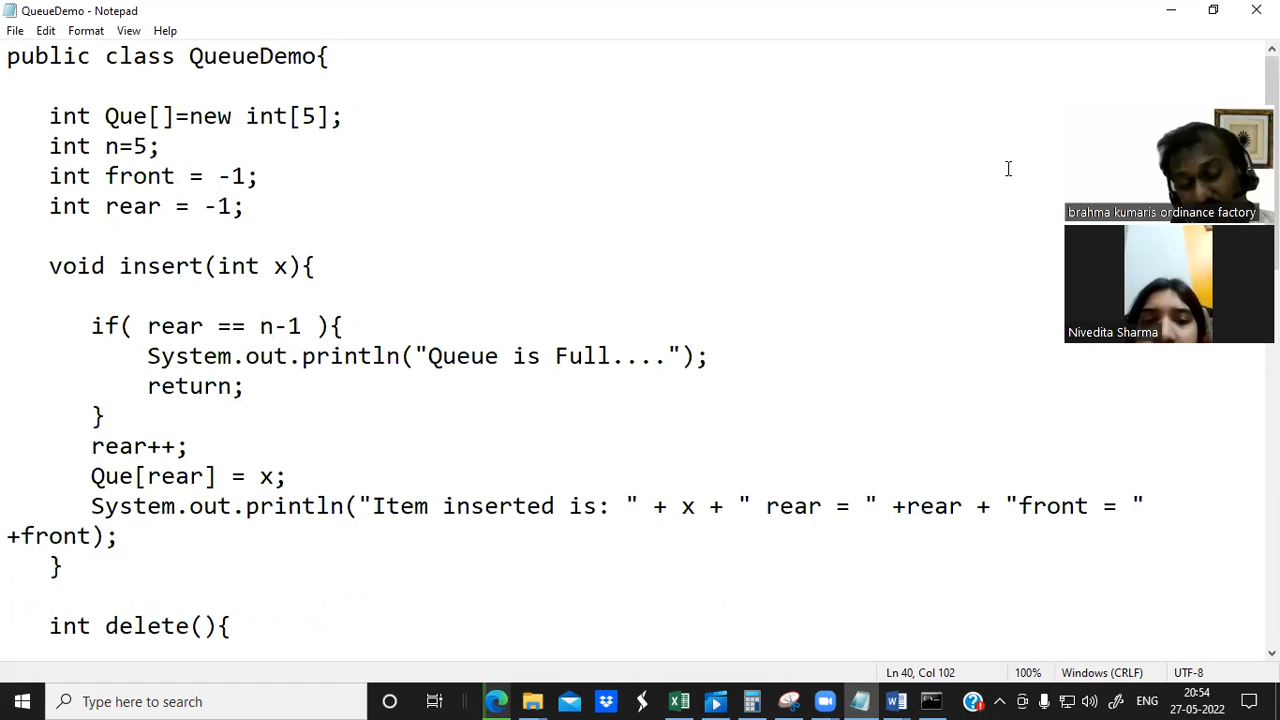 QueueDemo - Notepad
File Edit Format View Help
public class QueueDemo{
int Que[]=new int[5];
int n=5;
int front = -1;
int rear = -1;
void insert(int x){
if( rear == n-1 ){
System.out.println("Queue is Full....");
return;
}
rear++;
Que[rear] = x;
System.out.println("Item inserted is: " + x + " rear = " +rear + "front = "
+front);
}
int delete(){
brahma kumaris ordinance factory
Nivedita Sharma
Ln 40, Col 102 100% Windows (CRLF) UTF-8
Type here to search
ENG
20:54
27-05-2022